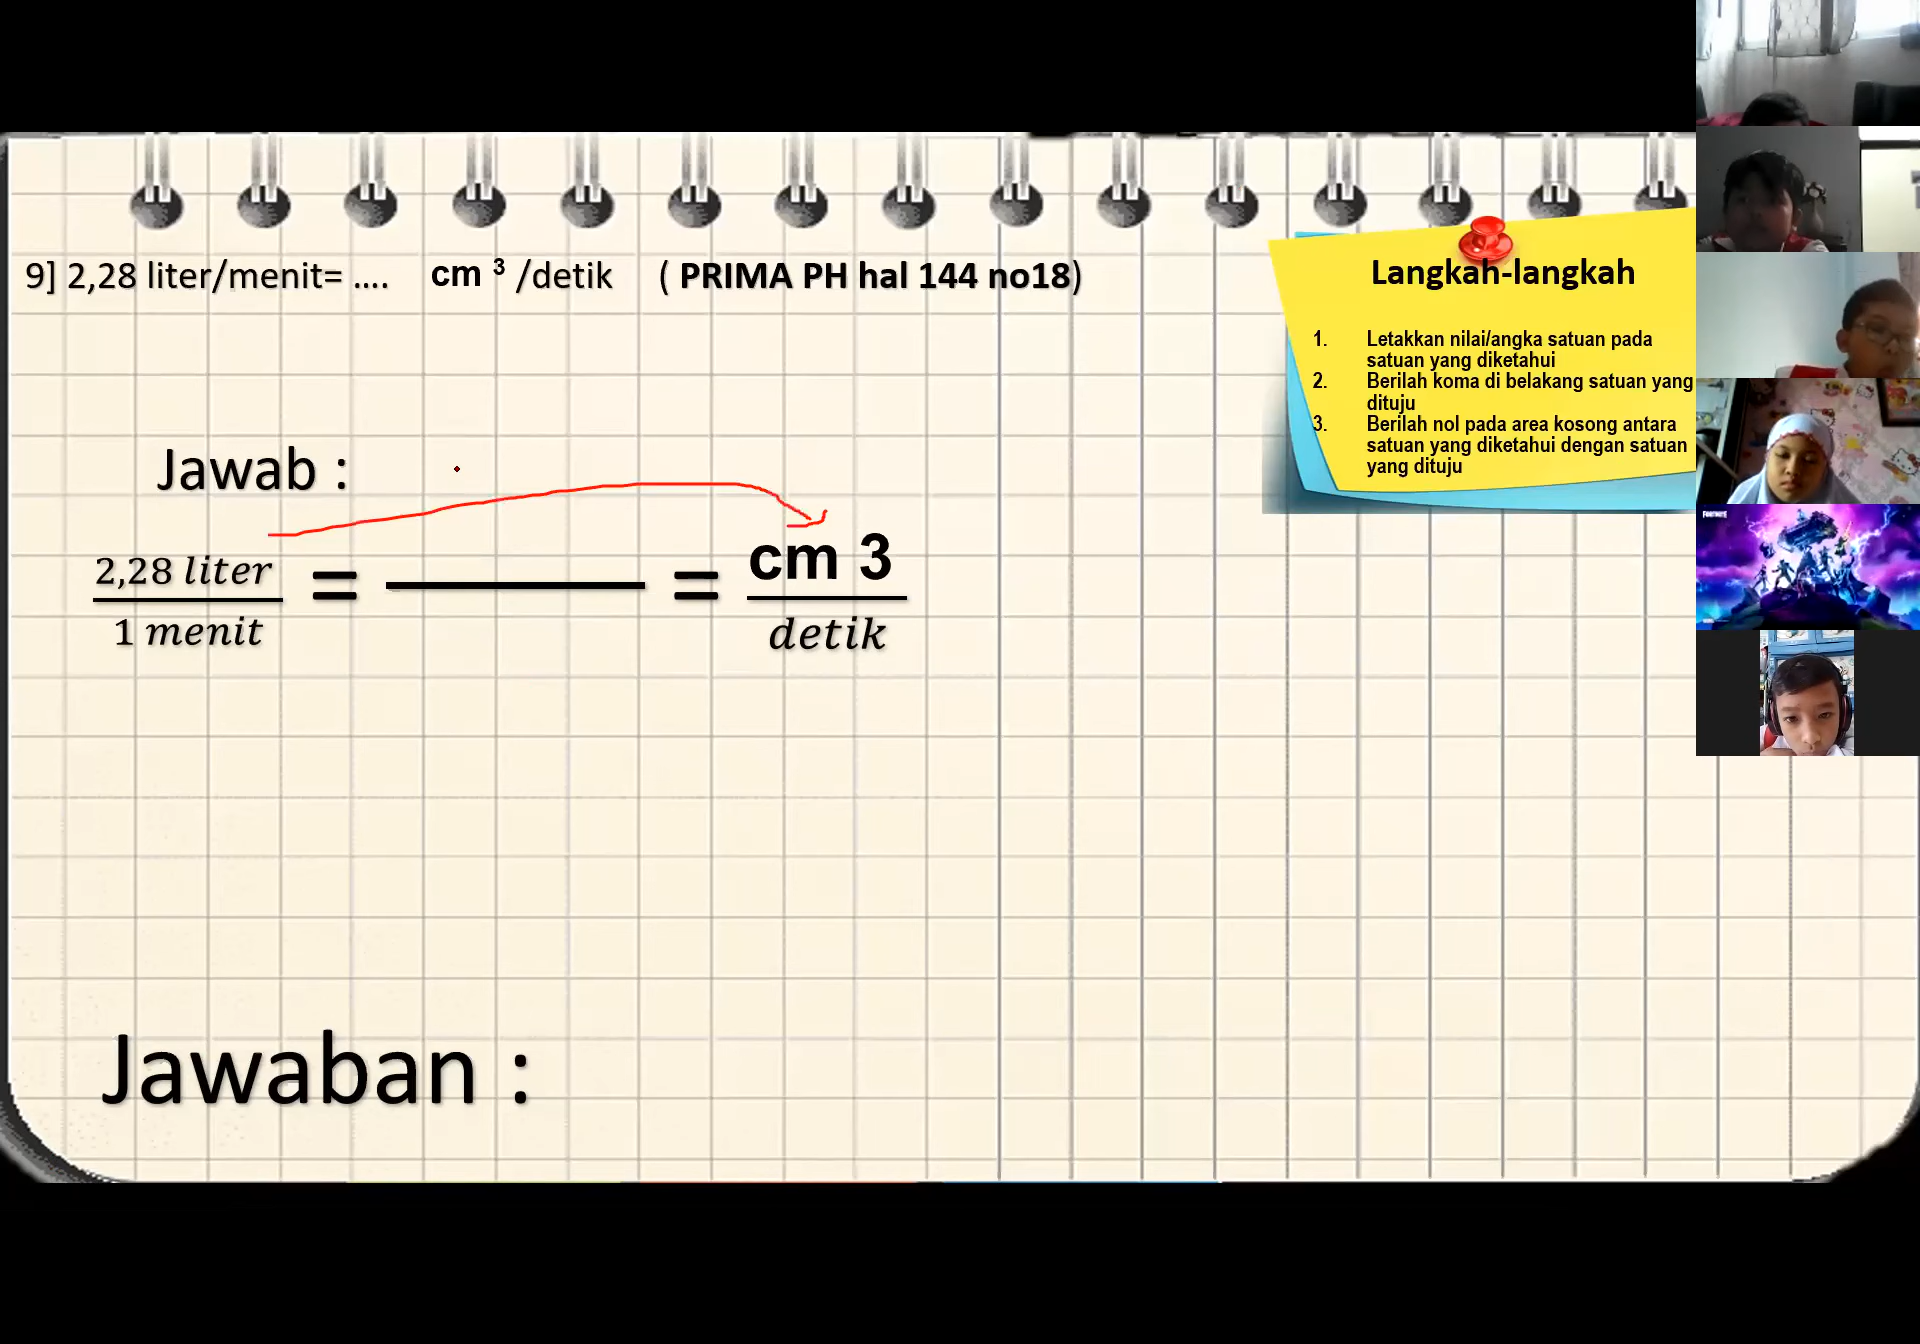 9] 2,28 liter/menit= .... cm 3 /detik ( PRIMA PH hal 144 no18)
Langkah-langkah
1. Letakkan nilai/angka satuan pada
satuan yang diketahui
2. Berilah koma di belakang satuan yang
dituju
3. Berilah nol pada area kosong antara
satuan yang diketahui dengan satuan
yang dituju
Jawab :
2,28 liter
1 menit
=
=
cm 3
detik
Jawaban :
FORTNITE